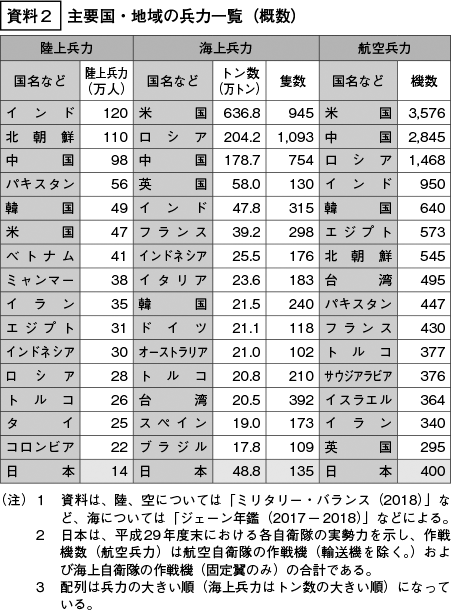 資料2 主要国・地域の兵力一覧（概数）
陸上兵力 海上兵力 航空兵力
国名など 陸上兵力（万人） 国名など トン数（万トン） 隻数 国名など 機数
インド 120 米国 636.8 945 米国 3,576
北朝鮮 110 ロシア 204.2 1,093 中国 2,845
中国 98 中国 178.7 754 ロシア 1,468
パキスタン 56 英国 58.0 130 インド 950
韓国 49 インド 47.8 315 韓国 640
米国 47 フランス 39.2 298 エジプト 573
ベトナム 41 インドネシア 25.5 176 北朝鮮 545
ミャンマー 38 イタリア 23.6 183 台湾 495
イラン 35 韓国 21.5 240 パキスタン 447
エジプト 31 ドイツ 21.1 118 フランス 430
インドネシア 30 オーストラリア 21.0 102 トルコ 377
ロシア 28 トルコ 20.8 210 サウジアラビア 376
トルコ 26 台湾 20.5 392 イスラエル 364
タイ 25 スペイン 19.0 173 イラン 340
コロンビア 22 ブラジル 17.8 109 英国 295
日本 14 日本 48.8 135 日本 400
（注）1 資料は、陸、空については「ミリタリー・バランス（2018）」な
ど、海については「ジェーン年鑑（2017－2018）」などによる。
2 日本は、平成29年度末における各自衛隊の実勢力を示し、作戦
機数（航空兵力）は航空自衛隊の作戦機（輸送機を除く。）およ
び海上自衛隊の作戦機（固定翼のみ）の合計である。
3 配列は兵力の大きい順（海上兵力はトン数の大きい順）になって
いる。